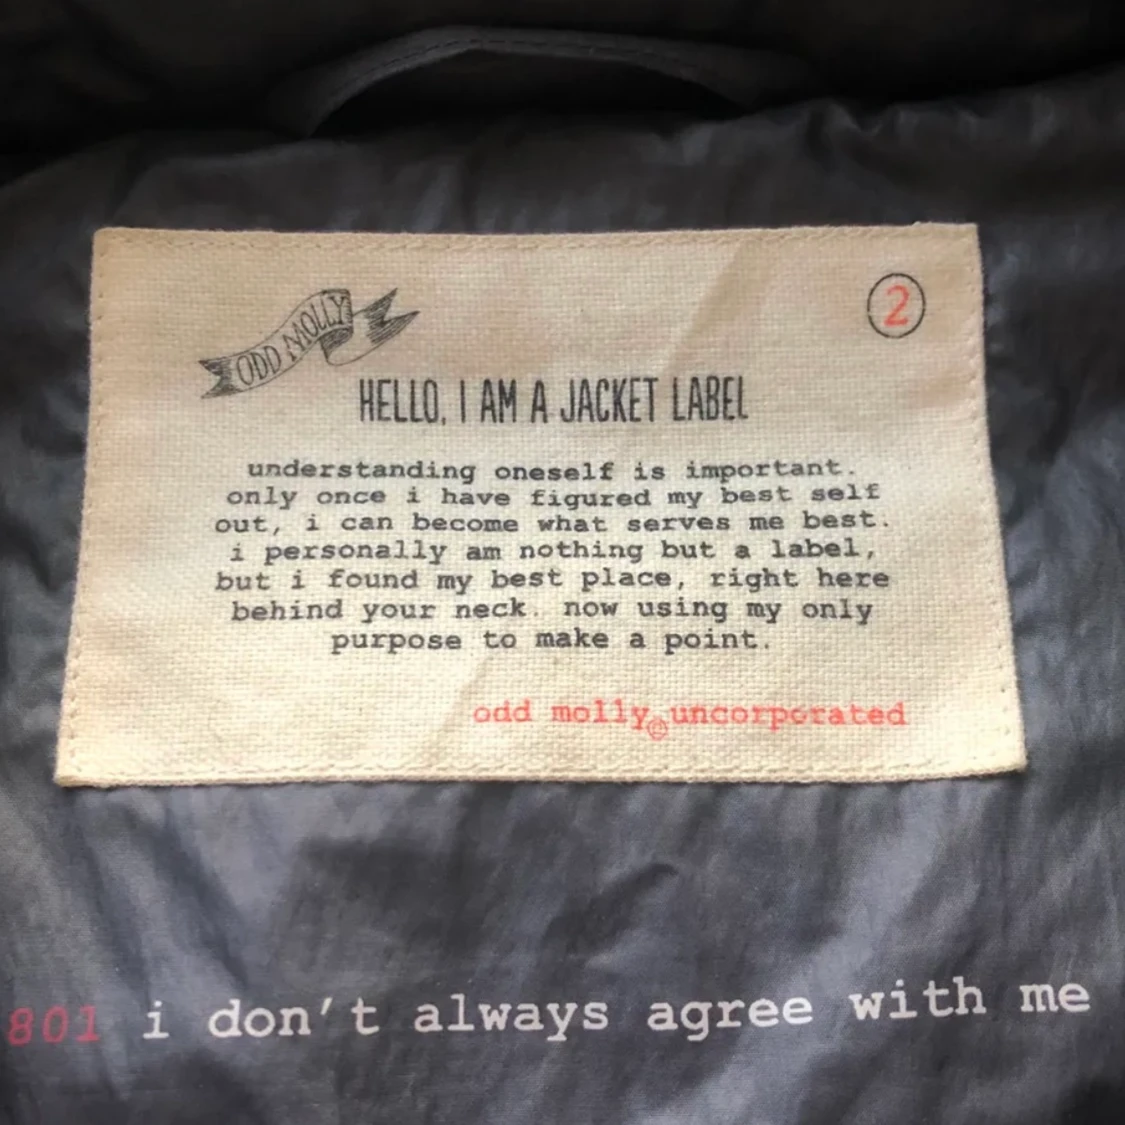 ODD MOLLY
2
HELLO, I AM A JACKET LABEL
understanding oneself is important.
only once i have figured my best self
out, i can become what serves me best.
i personally am nothing but a label,
but i found my best place, right here
behind your neck. now using my only
purpose to make a point.
odd molly©uncorporated
801 i don't always agree with me